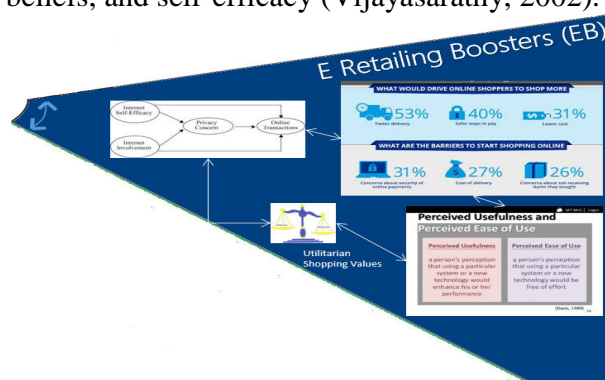 beliefs, and self-efficacy (Vijayasarathy, 2002).
E Retailing Boosters (EB)
Internet
Self-Efficacy
Privacy
Concern
Online
Transactions
Internet
Involvement
WHAT WOULD DRIVE ONLINE SHOPPERS TO SHOP MORE
53%
Faster delivery
40%
Safer ways to pay
31%
Lower cost
WHAT ARE THE BARRIERS TO START SHOPPING ONLINE
31%
Concerns about security of
online payments
27%
Cost of delivery
26%
Concerns about not receiving
items they bought
Utilitarian
Shopping Values
Login
Perceived Usefulness and
Perceived Ease of Use
Perceived Usefulness
a person's perception
that using a particular
system or a new
technology would
enhance his or her
performance
Perceived Ease of Use
a person's perception
that using a particular
system or a new
technology would be
free of effort
(Davis, 1989)